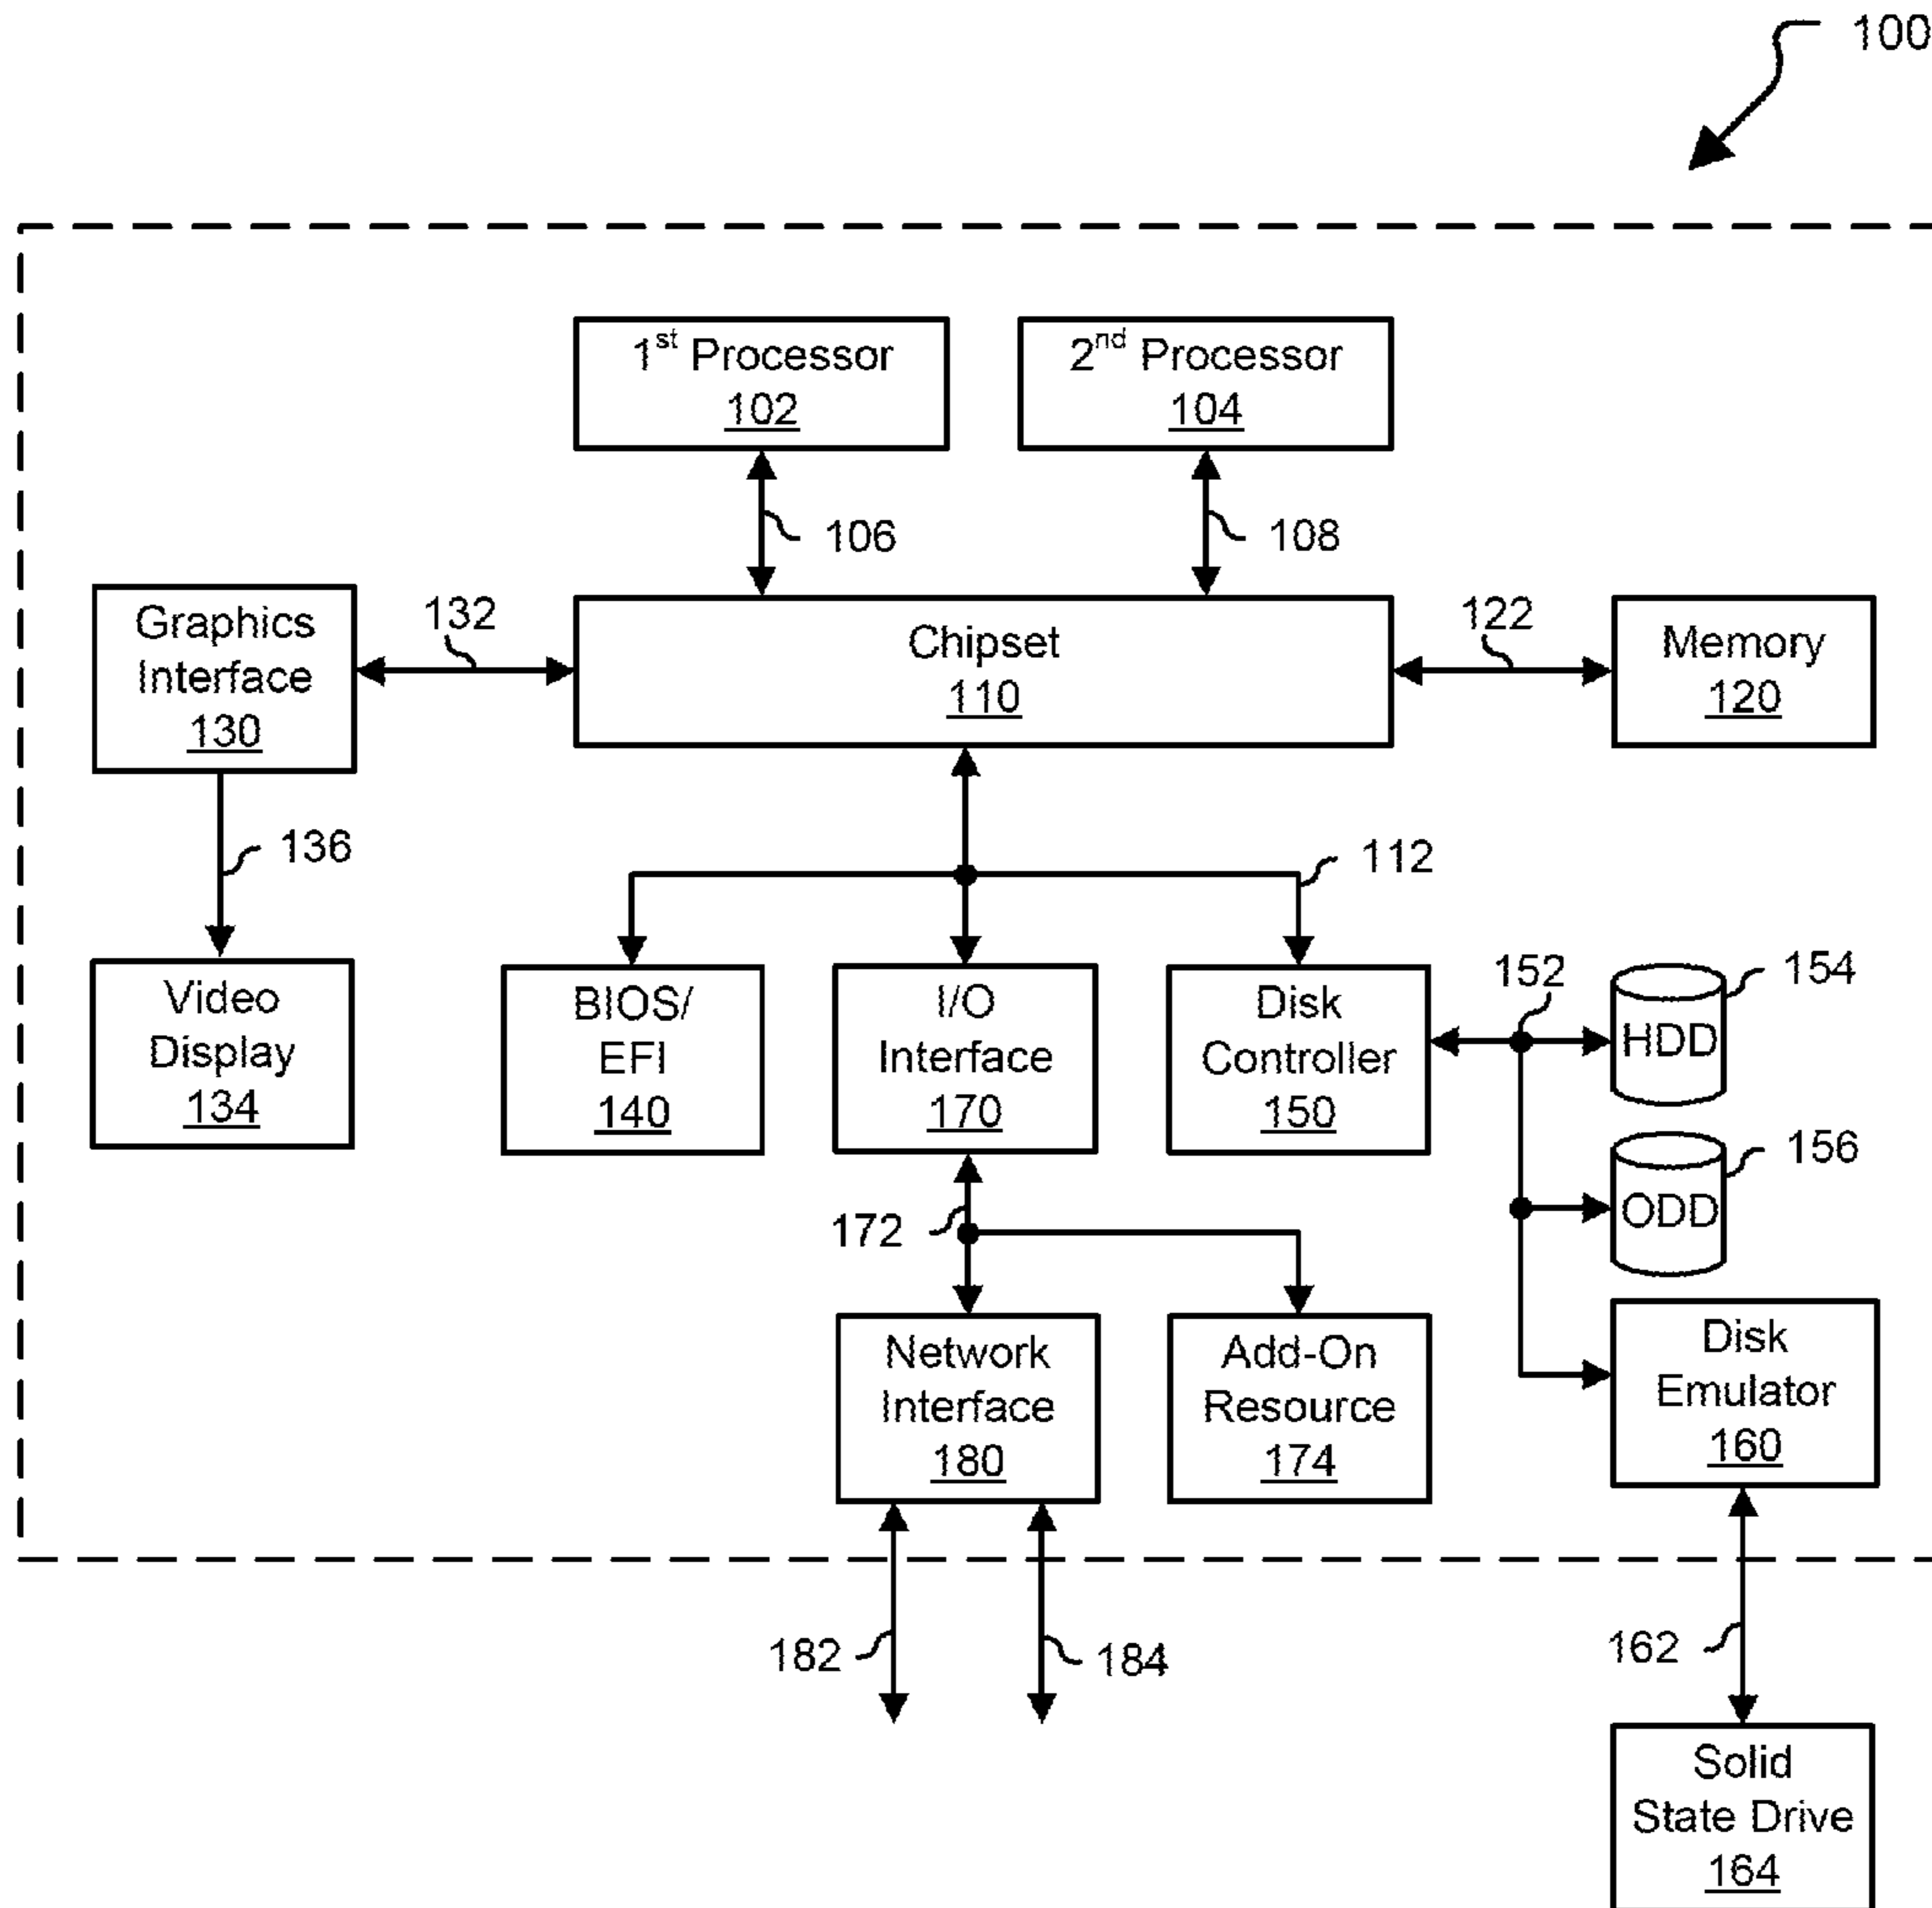 100
1st Processor
102
2nd Processor
104
106
108
Graphics
Interface
130
132
Chipset
110
122
Memory
120
136
112
Video
Display
134
BIOS/
EFI
140
I/O
Interface
170
Disk
Controller
150
152
HDD
154
ODD
156
172
Network
Interface
180
Add-On
Resource
174
Disk
Emulator
160
182
184
162
Solid
State Drive
164